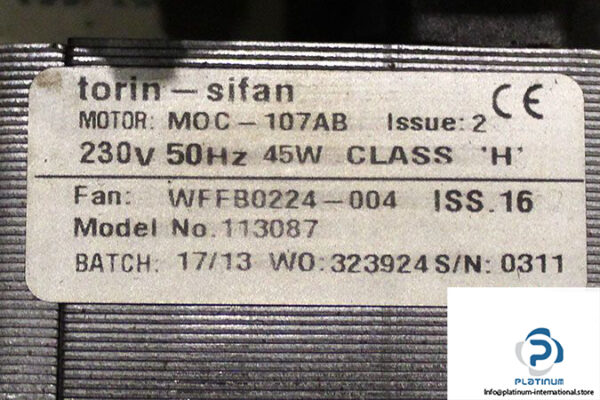 torin-sifan
CE
MOTOR: MOC-107AB Issue: 2
230V 50Hz 45W CLASS 'H'
Fan: WFFB0224-004 ISS.16
Model No.113087
BATCH: 17/13 WO:323924 S/N: 0311
PLATINUM
Info@platinum-international.store